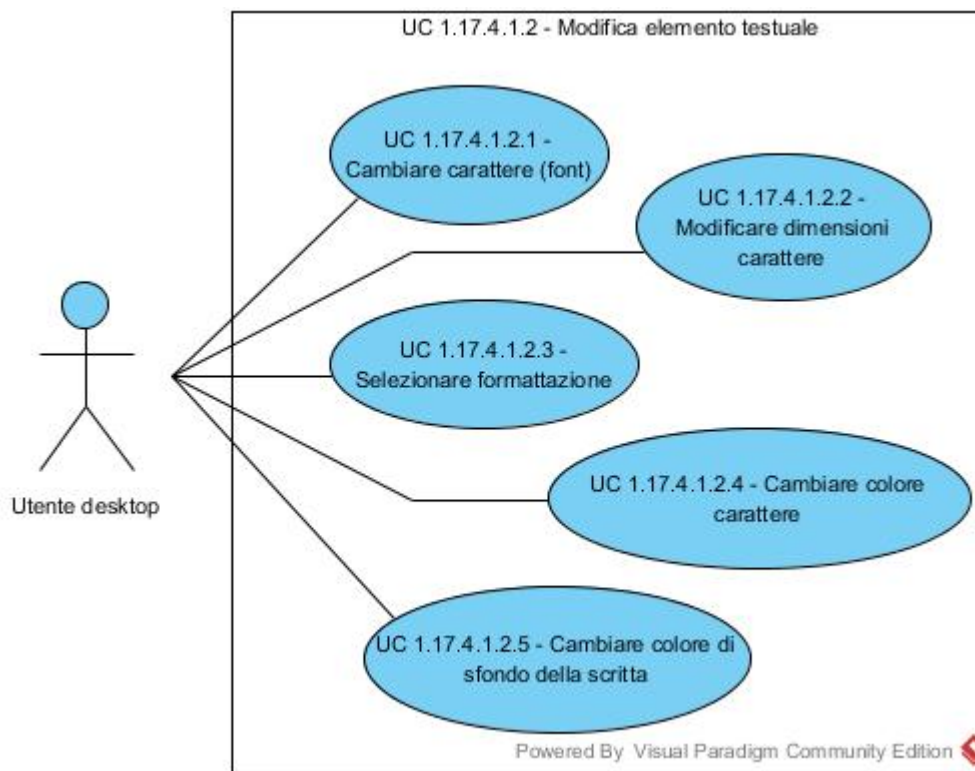 UC 1.17.4.1.2 - Modifica elemento testuale
UC 1.17.4.1.2.1 -
Cambiare carattere (font)
UC 1.17.4.1.2.2 -
Modificare dimensioni
carattere
UC 1.17.4.1.2.3 -
Selezionare formattazione
Utente desktop
UC 1.17.4.1.2.4 - Cambiare colore
carattere
UC 1.17.4.1.2.5 - Cambiare colore di
sfondo della scritta
Powered By Visual Paradigm Community Edition